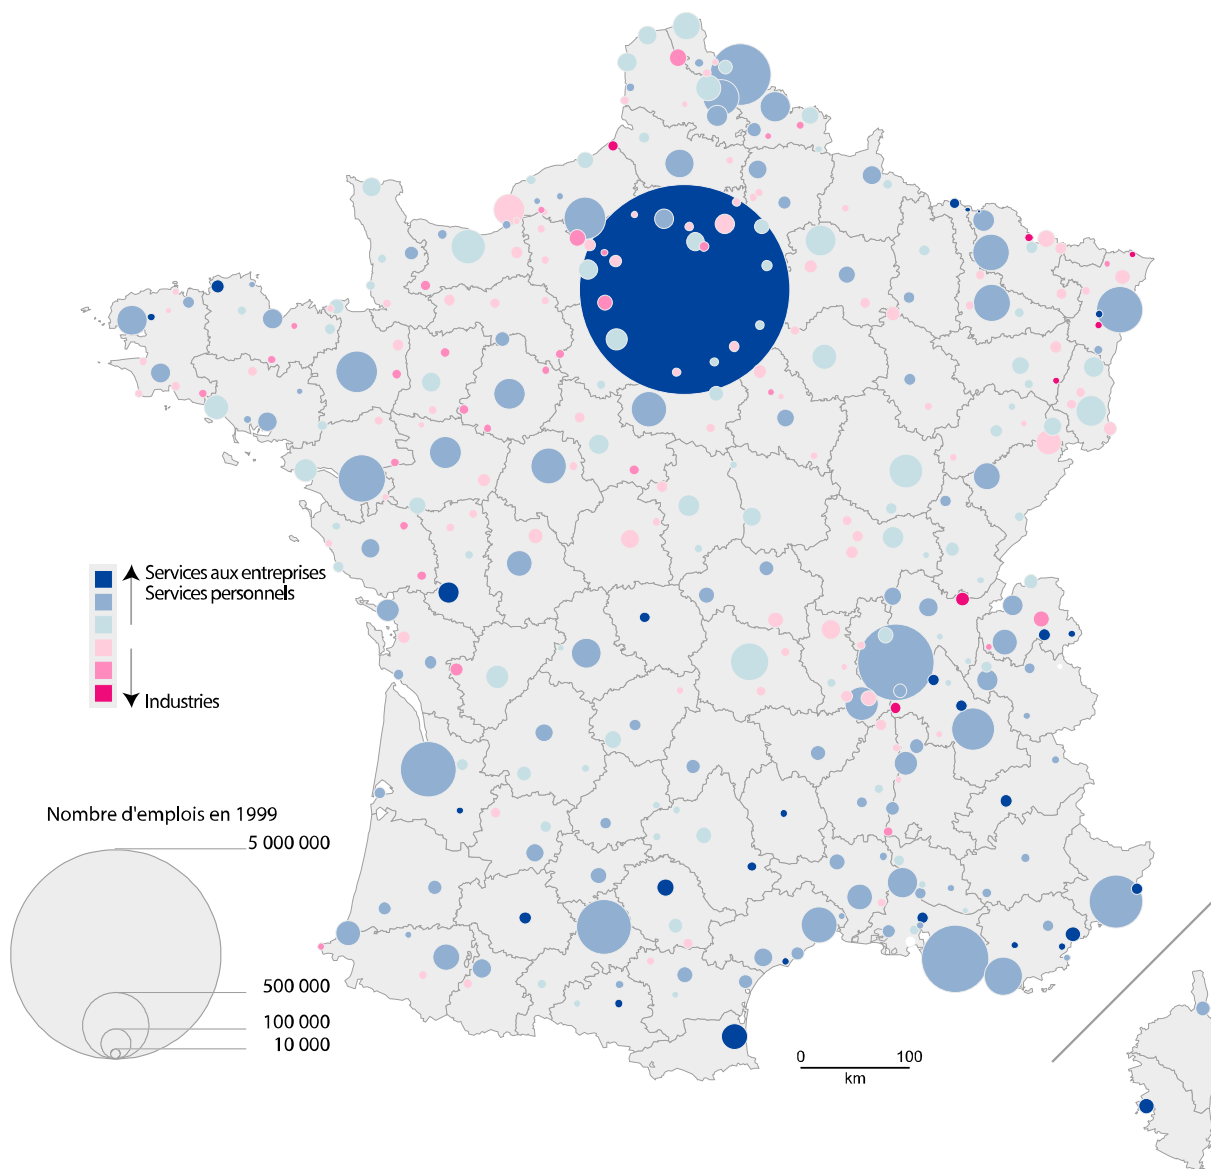 Services aux entreprises
Services personnels
Industries
Nombre d'emplois en 1999
5 000 000
500 000
100 000
10 000
0 100
km